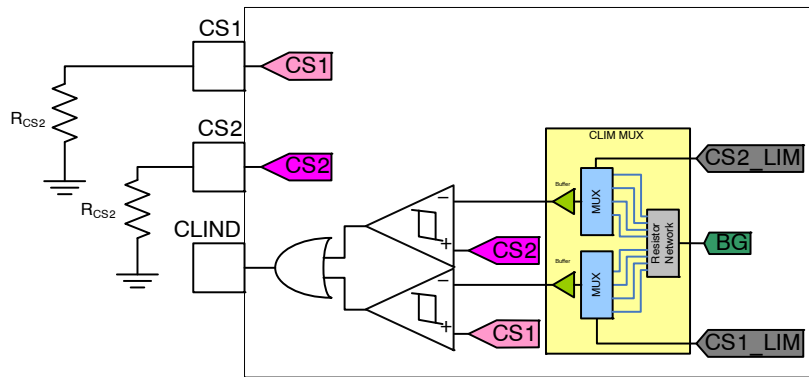 CS1
CS1
RCS2
CS2
CS2
RCS2
CLIND
CLIM MUX
CS2_LIM
Buffer
MUX
Resistor
Network
BG
CS2
Buffer
MUX
CS1
CS1_LIM